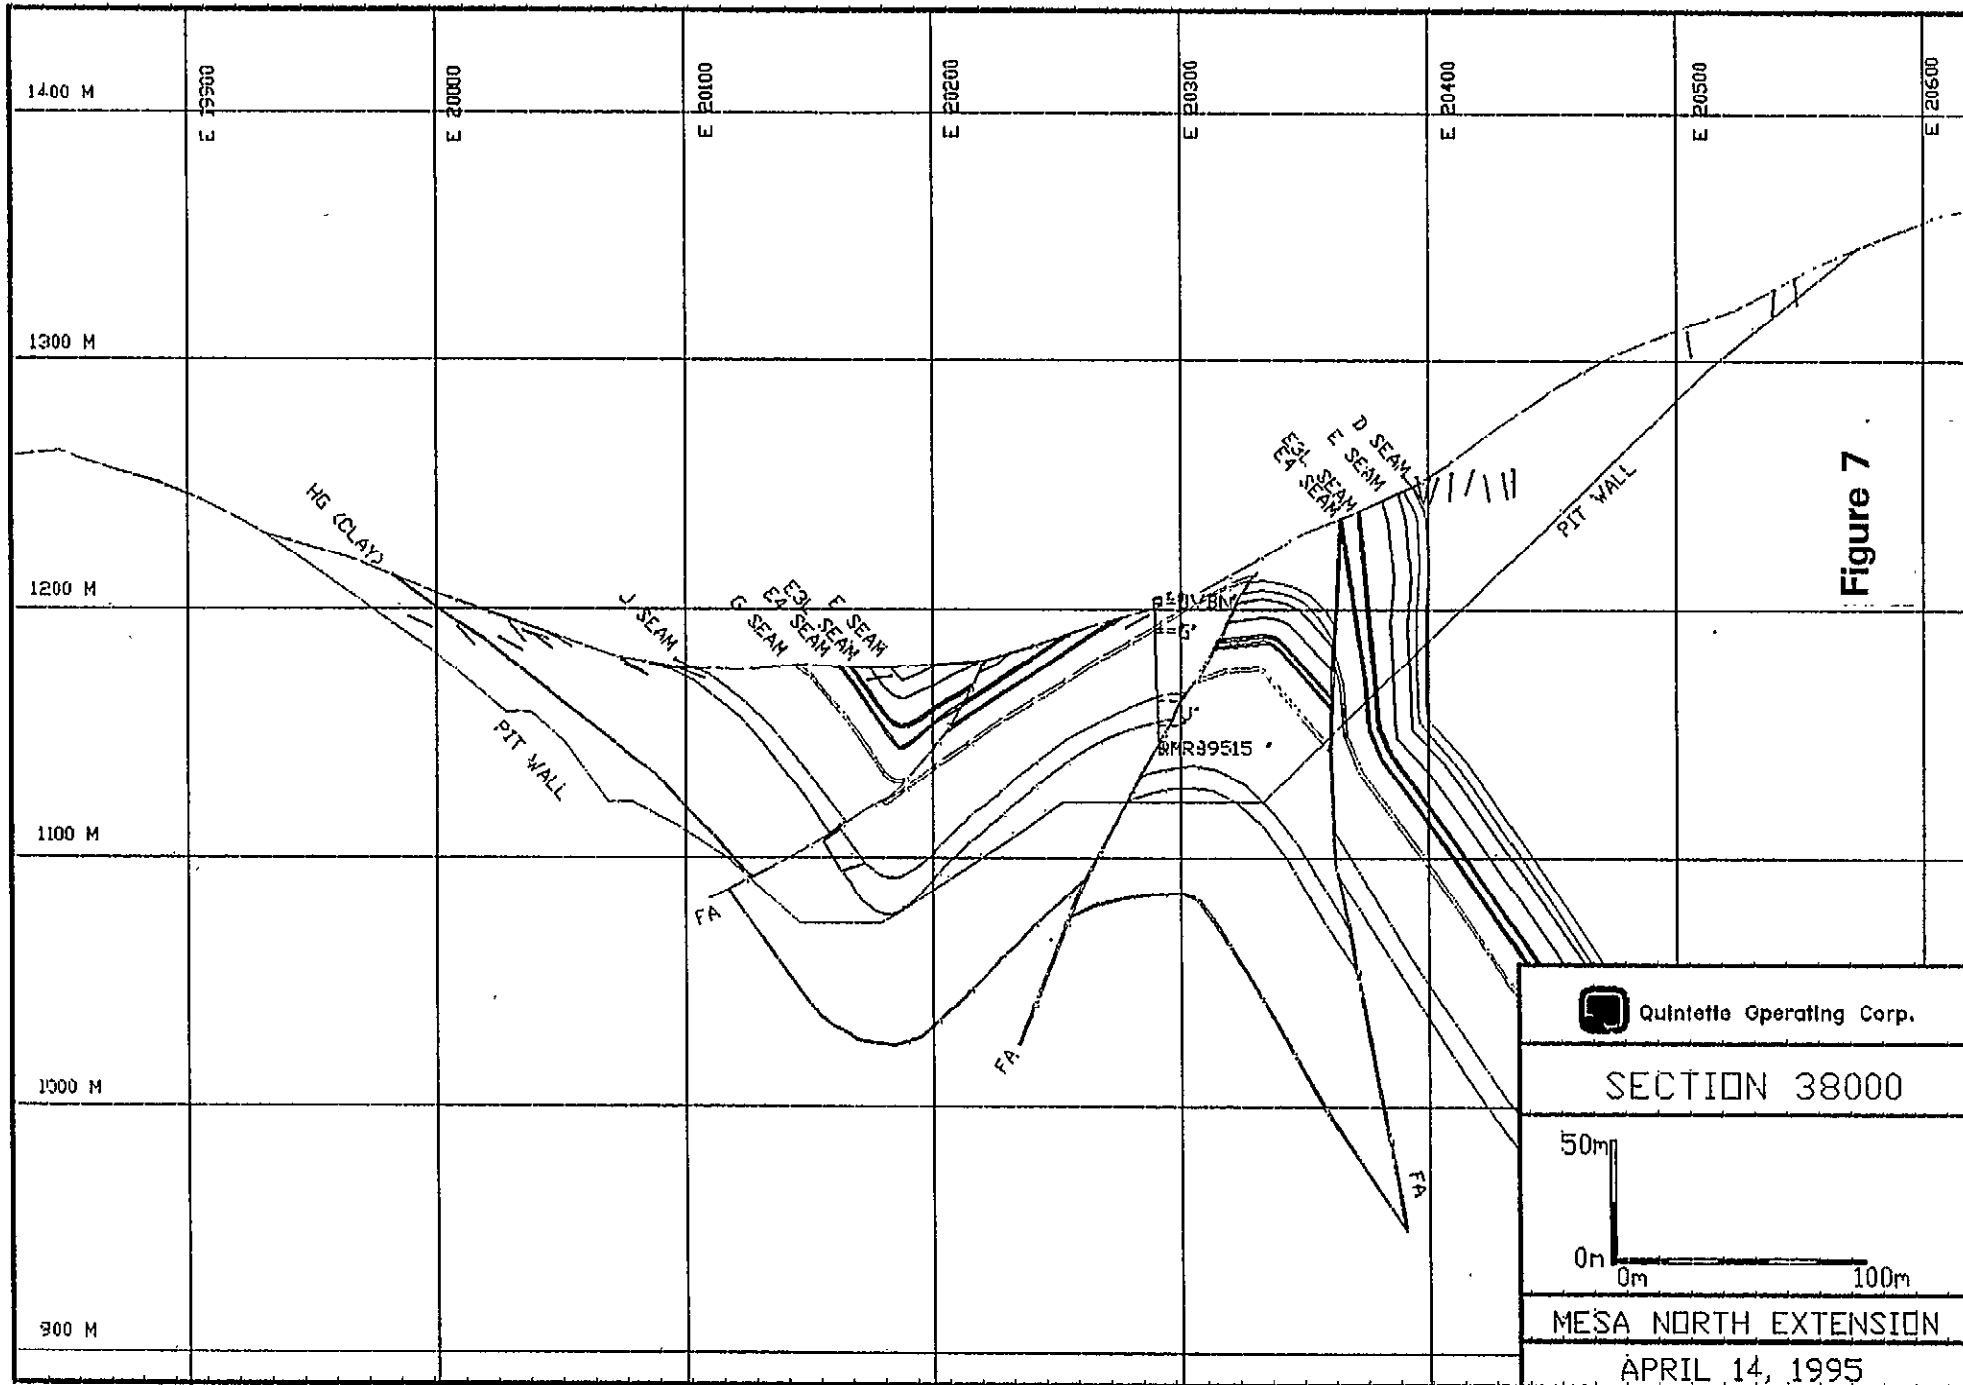 1400 M
E 19900
E 20000
E 20100
E 20200
E 20300
E 20400
E 20500
E 20600
1300 M
1200 M
1100 M
1000 M
900 M
HG (CLAY)
J SEAM
G SEAM
E4 SEAM
E3L SEAM
E SEAM
E4 SEAM
E3L SEAM
E SEAM
D SEAM
PIT WALL
PIT WALL
QMR89515
FA
FA
FA
Figure 7
Quintette Operating Corp.
SECTION 38000
50m
0m
0m 100m
MESA NORTH EXTENSION
APRIL 14, 1995